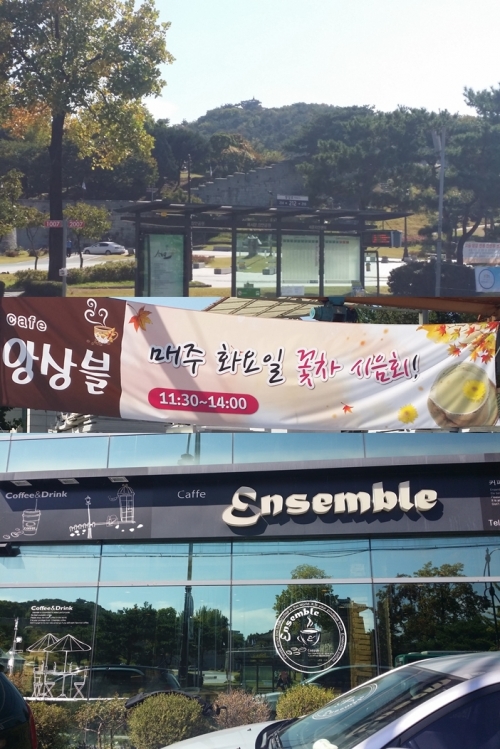 cafe
앙상블
매주 화요일 꽃차 시음회!
11:30~14:00
Coffee&Drink
Caffe
Ensemble
Coffee&Drink
Ensemble